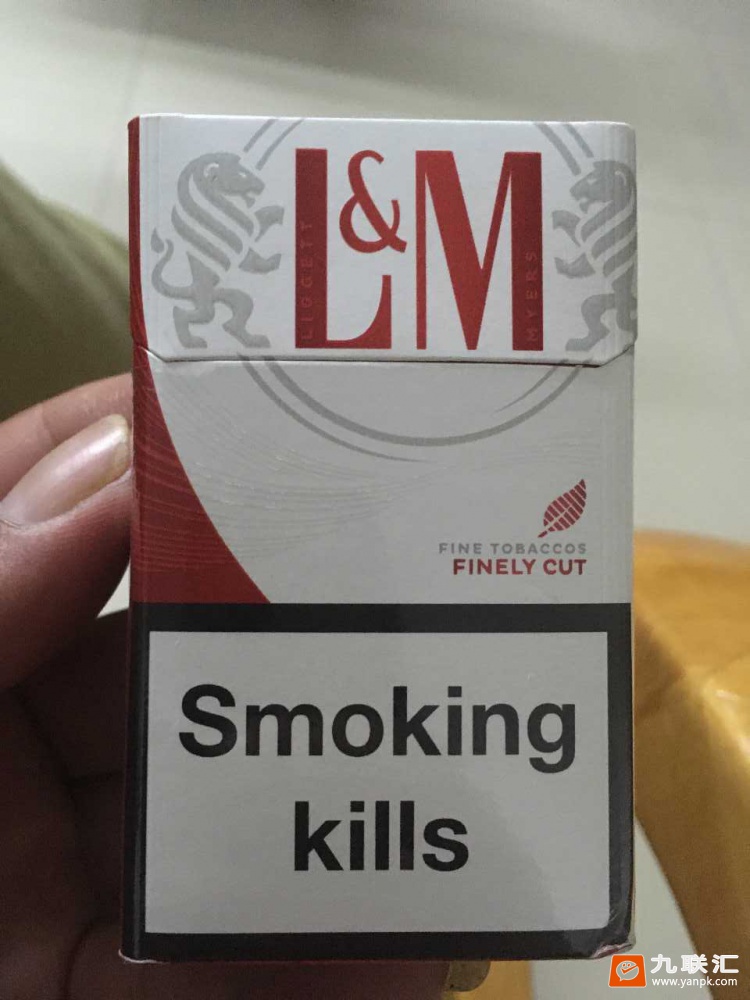 L&M
LIGGETT
MYERS
FINE TOBACCOS
FINELY CUT
Smoking
kills
九联汇
www.yanpk.com